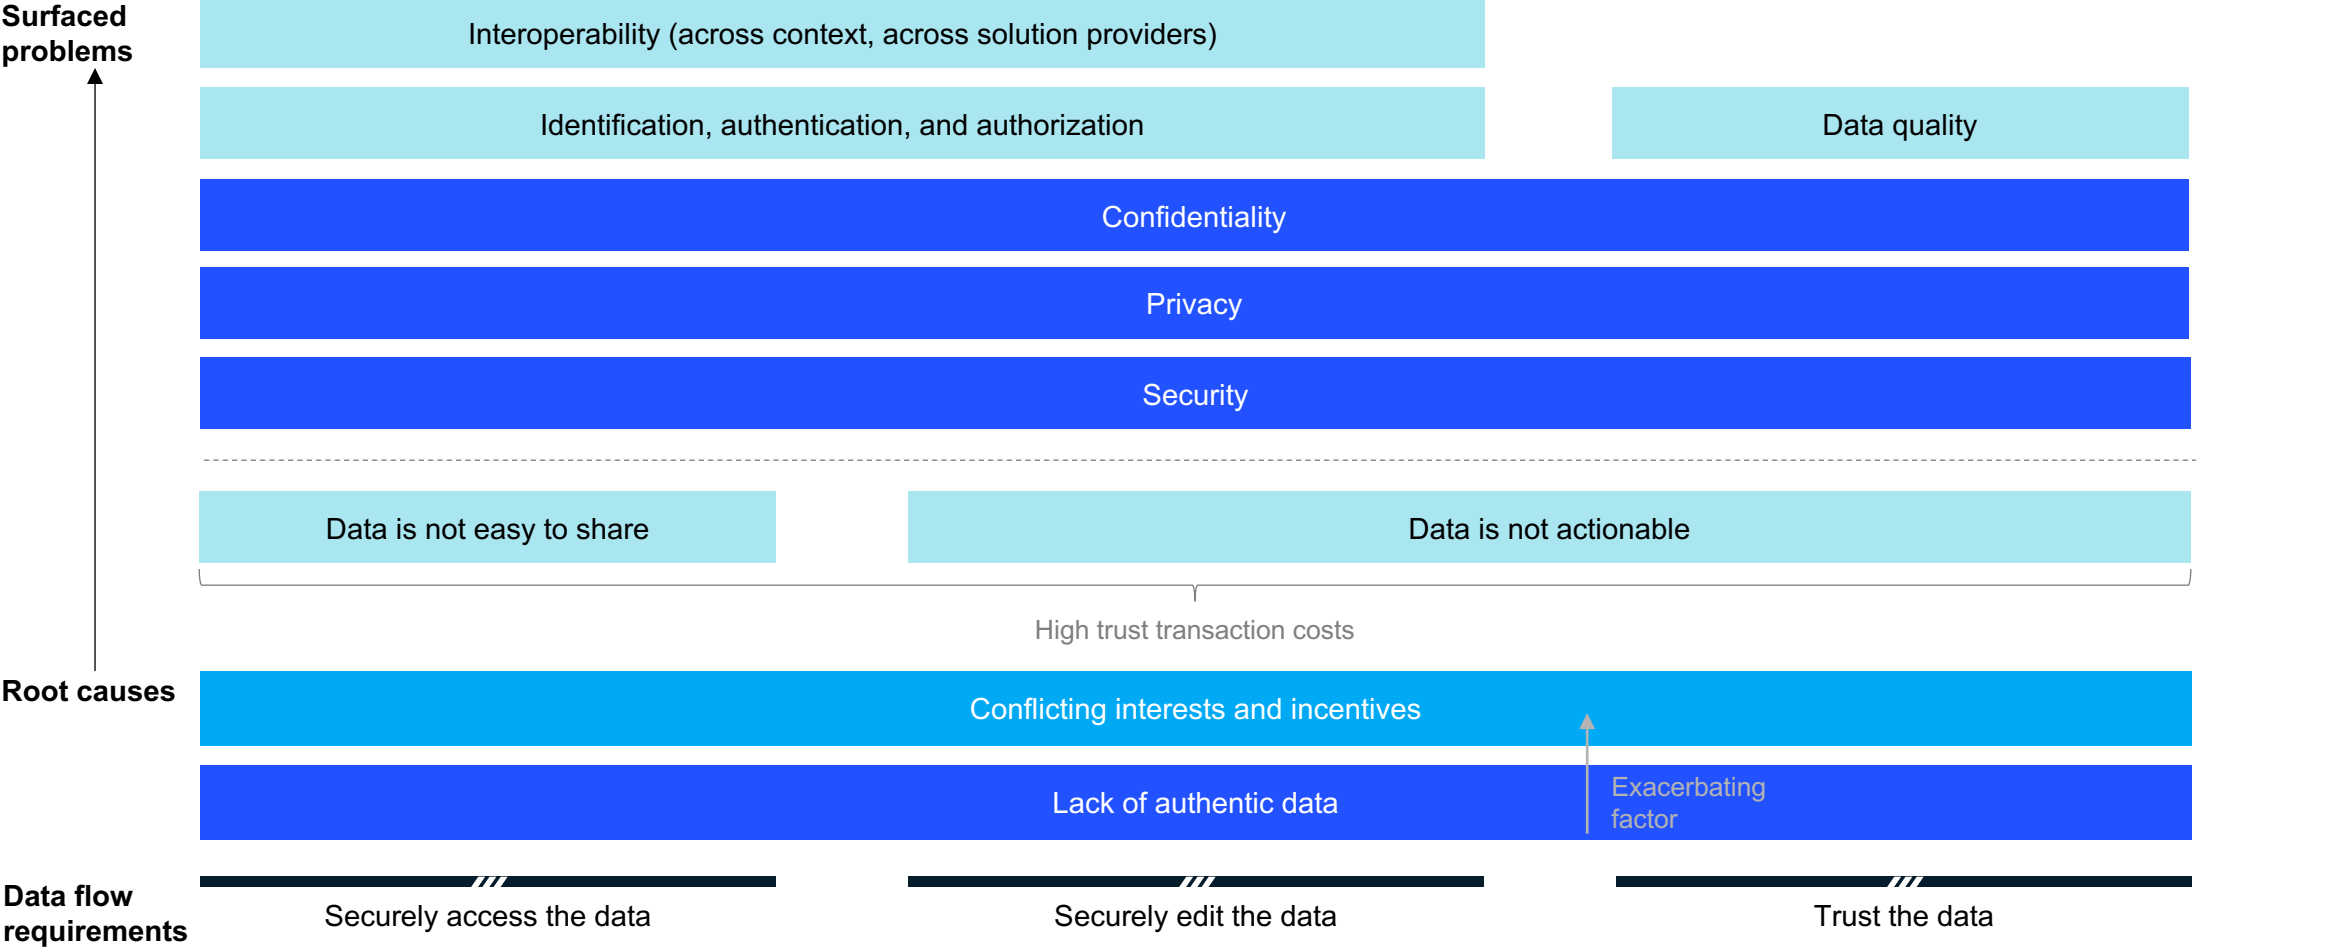 Surfaced
problems
Interoperability (across context, across solution providers)
Identification, authentication, and authorization
Data quality
Confidentiality
Privacy
Security
Data is not easy to share
Data is not actionable
High trust transaction costs
Root causes
Conflicting interests and incentives
Lack of authentic data
Exacerbating
factor
Data flow
requirements
Securely access the data
Securely edit the data
Trust the data